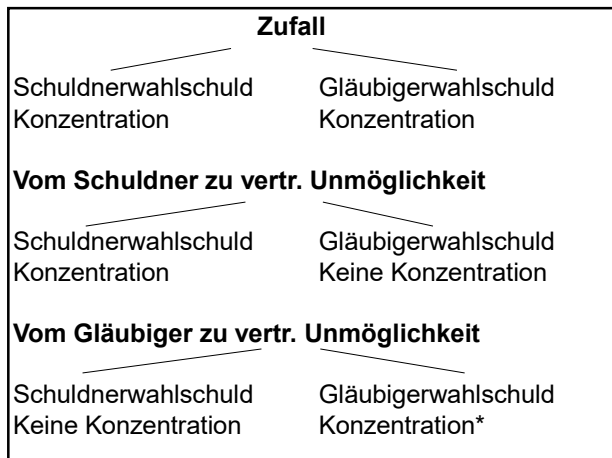 Zufall
Schuldnerwahlschuld Gläubigerwahlschuld
Konzentration Konzentration
Vom Schuldner zu vertr. Unmöglichkeit
Schuldnerwahlschuld Gläubigerwahlschuld
Konzentration Keine Konzentration
Vom Gläubiger zu vertr. Unmöglichkeit
Schuldnerwahlschuld Gläubigerwahlschuld
Keine Konzentration Konzentration*